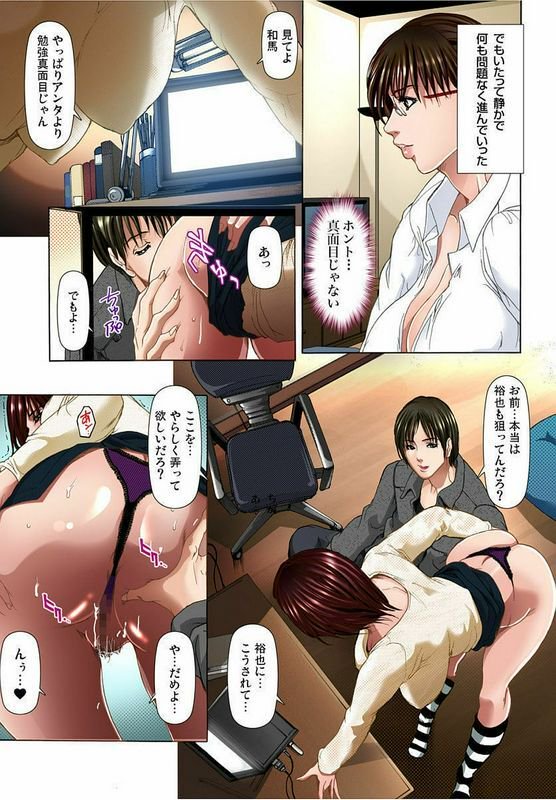 でもいたって静かで
何も問題なく進んでいった
ホント…
真面目じゃない
見てよ
和馬
やっぱりアンタより
勉強真面目じゃん
あっ
でもよ…
お前…本当は
裕也も狙ってんだろ？
裕也に…
こうされて…
ここを…
やらしく弄って
欲しいだろ？
や…だめよ…
んぅ…♥